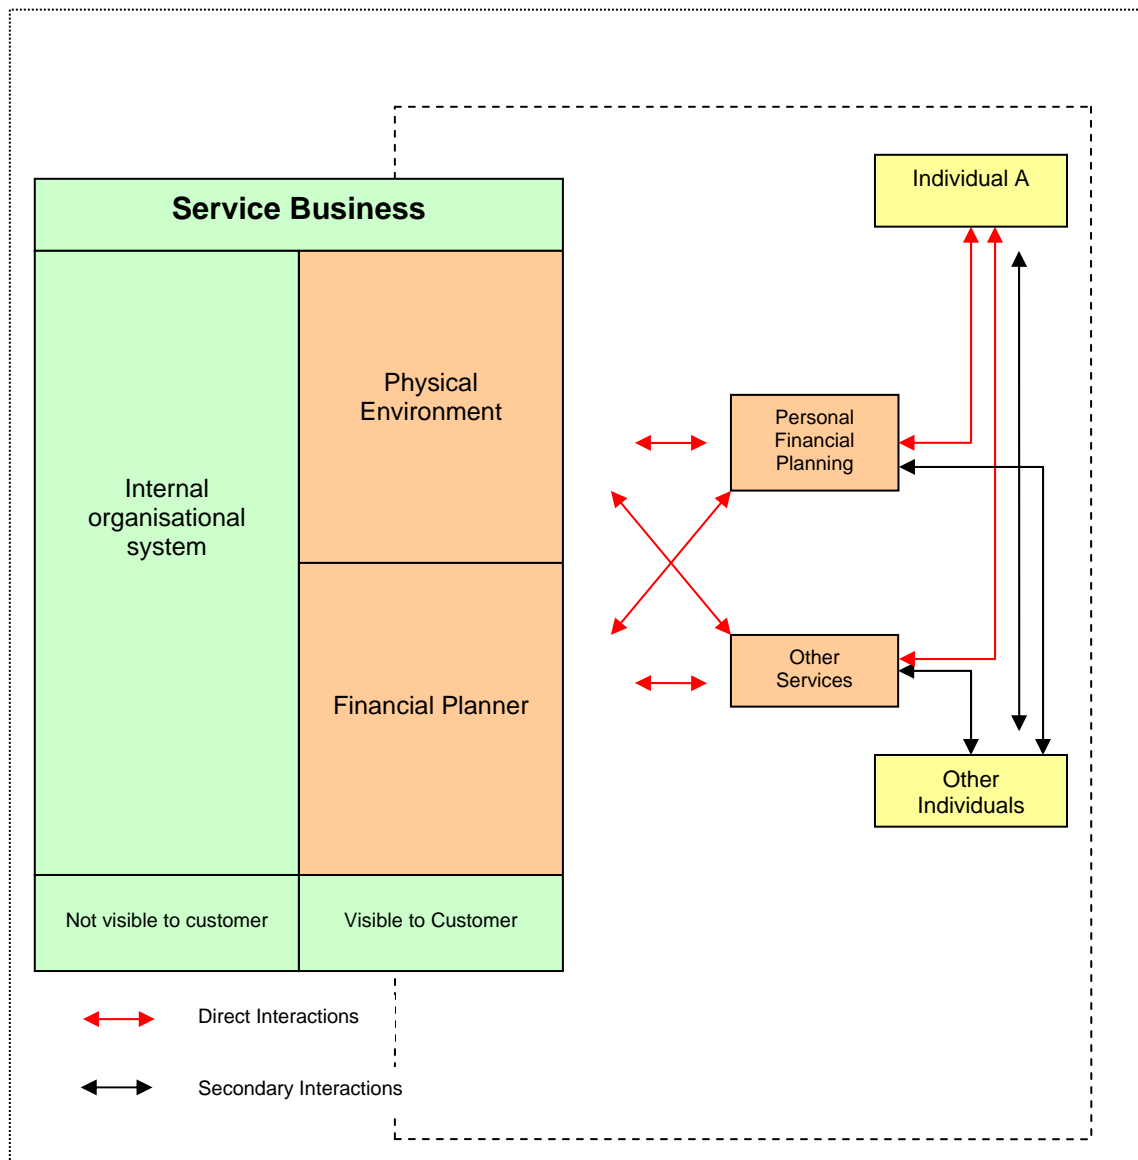 Service Business
Individual A
Physical
Environment
Internal
organisational
system
Personal
Financial
Planning
Financial Planner
Other
Services
Other
Individuals
Not visible to customer
Visible to Customer
Direct Interactions
Secondary Interactions